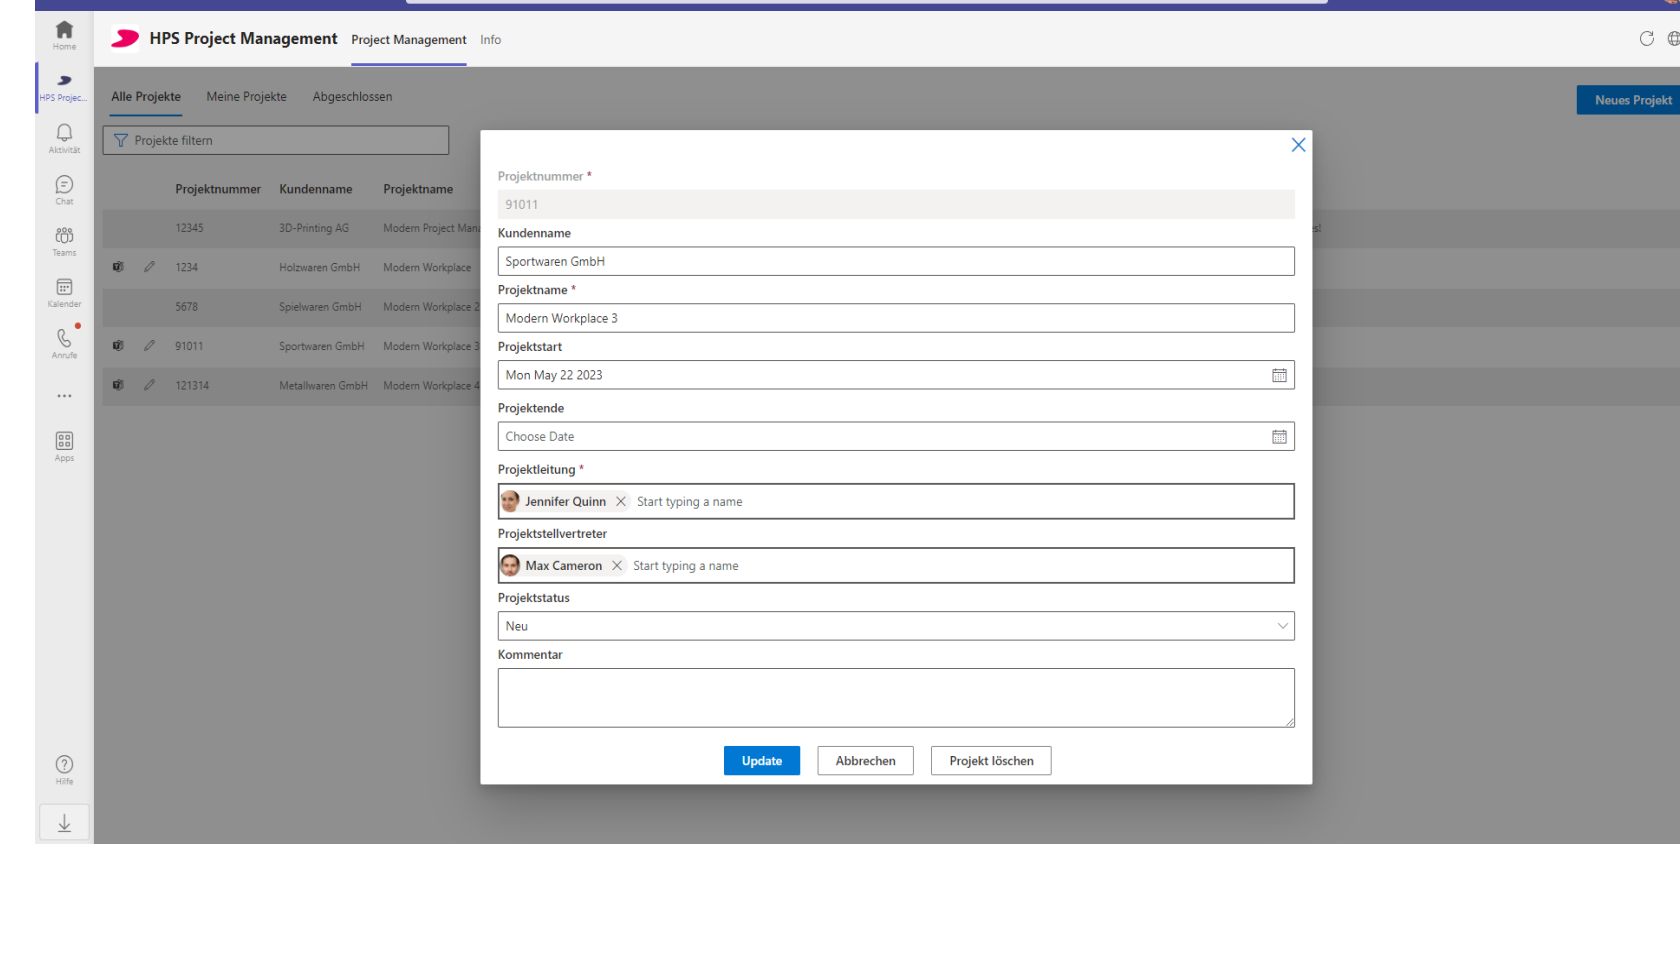 Home
HPS Projec...
Aktivität
Chat
Teams
Kalender
Anrufe
Apps
Hilfe
HPS Project Management Project Management Info
Alle Projekte Meine Projekte Abgeschlossen
Neues Projekt
Projekte filtern
Projektnummer Kundenname Projektname
12345 3D-Printing AG Modern Project Mana
s!
1234 Holzwaren GmbH Modern Workplace
5678 Spielwaren GmbH Modern Workplace 2
91011 Sportwaren GmbH Modern Workplace 3
121314 Metallwaren GmbH Modern Workplace 4
Projektnummer *
91011
Kundenname
Sportwaren GmbH
Projektname *
Modern Workplace 3
Projektstart
Mon May 22 2023
Projektende
Choose Date
Projektleitung *
Jennifer Quinn Start typing a name
Projektstellvertreter
Max Cameron Start typing a name
Projektstatus
Neu
Kommentar
Update Abbrechen Projekt löschen